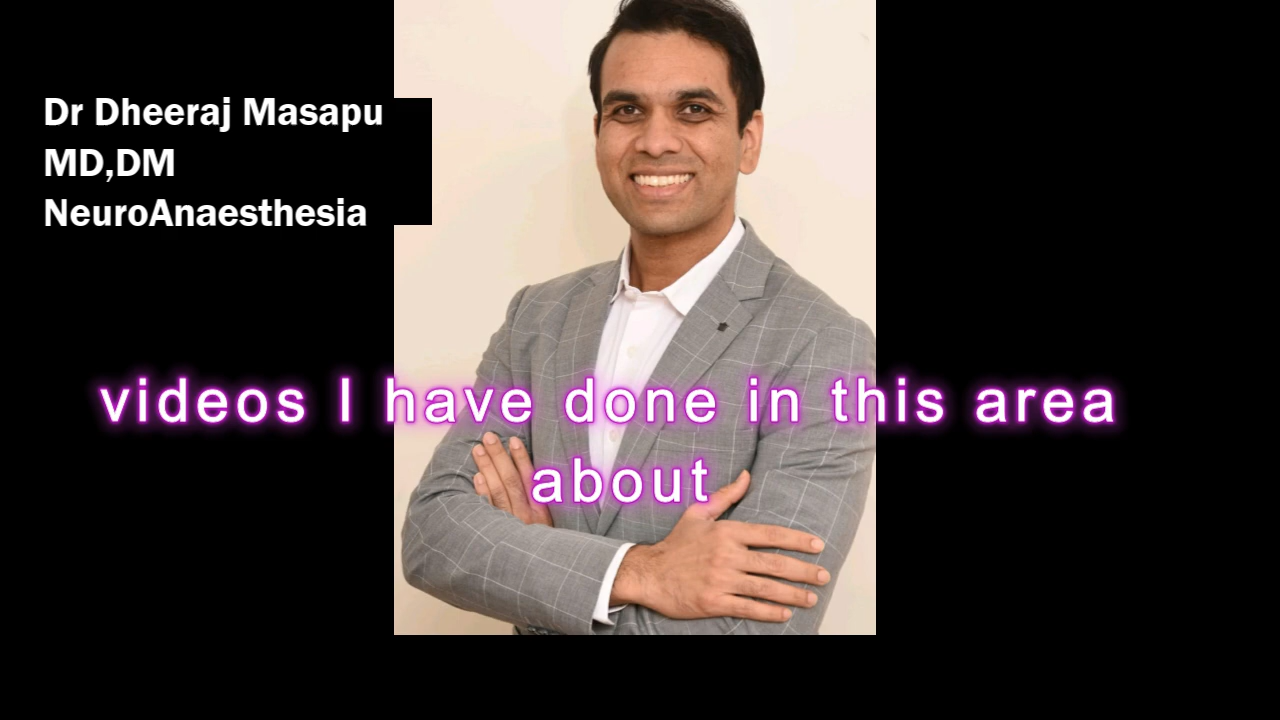 Dr Dheeraj Masapu
MD,DM
NeuroAnaesthesia
videos I have done in this area
about